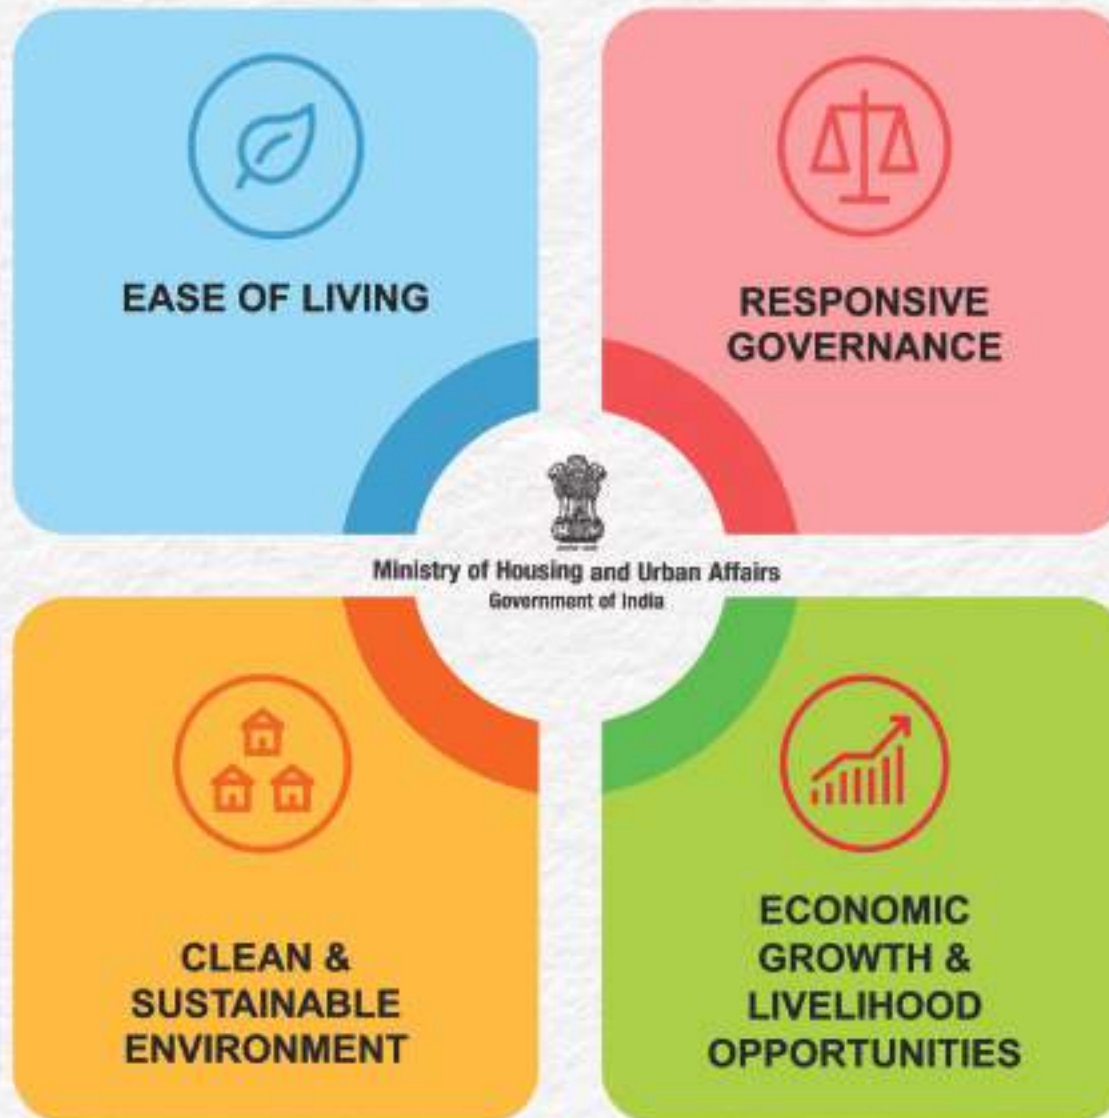 EASE OF LIVING
RESPONSIVE
GOVERNANCE
Ministry of Housing and Urban Affairs
Government of India
CLEAN &
SUSTAINABLE
ENVIRONMENT
ECONOMIC
GROWTH &
LIVELIHOOD
OPPORTUNITIES